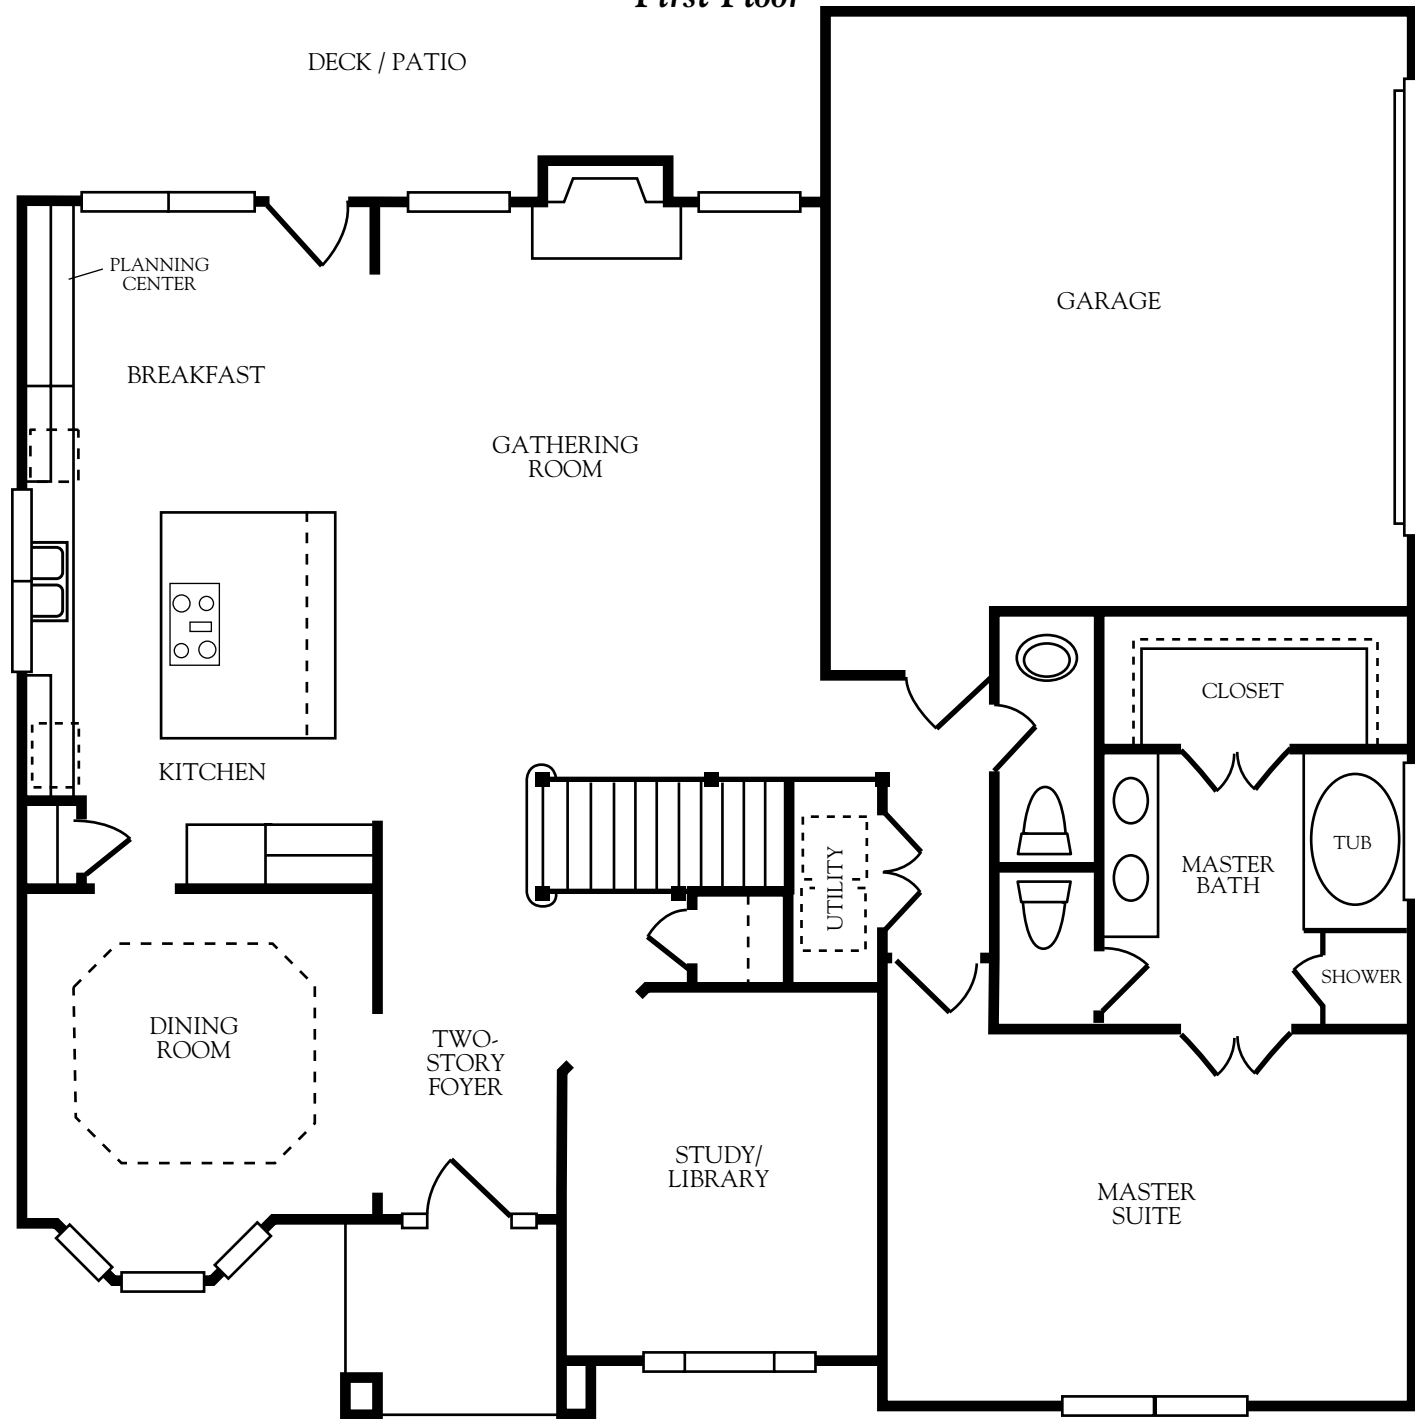 First Floor
DECK / PATIO
PLANNING
CENTER
GARAGE
BREAKFAST
GATHERING
ROOM
CLOSET
KITCHEN
UTILITY
MASTER
BATH
TUB
SHOWER
DINING
ROOM
TWO-
STORY
FOYER
STUDY/
LIBRARY
MASTER
SUITE